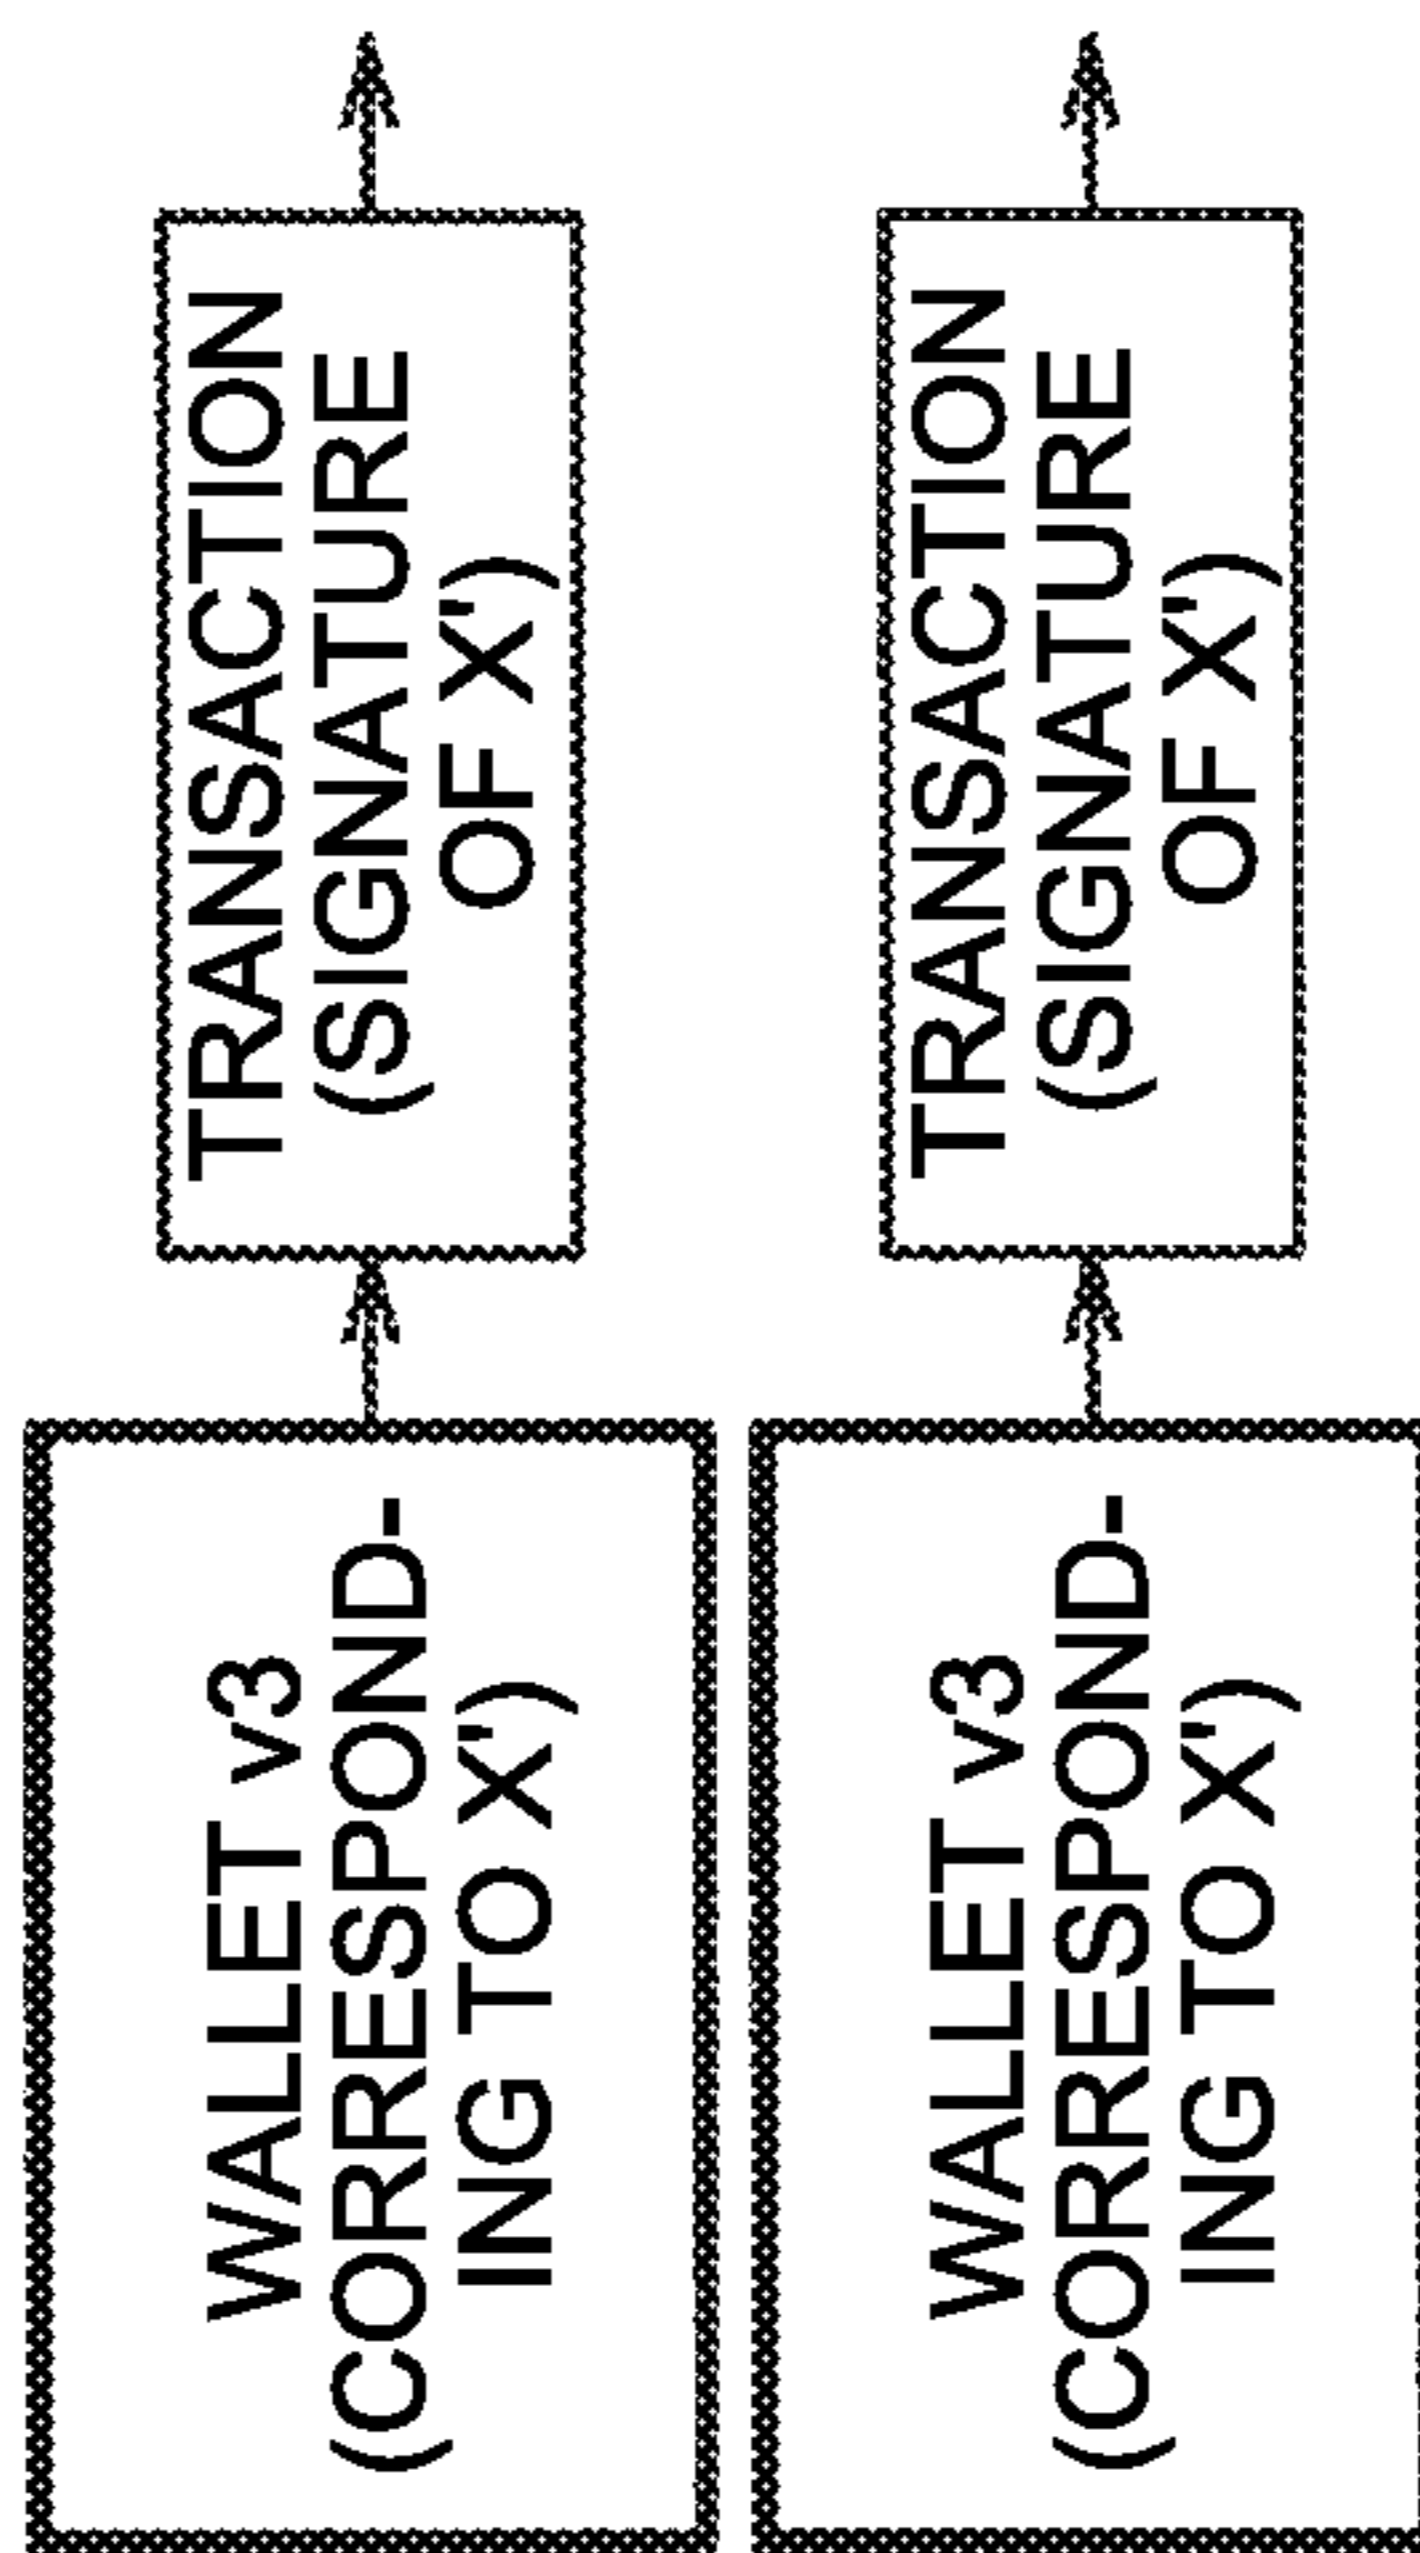 WALLET v3
(CORRESPOND-
ING TO X')
TRANSACTION
(SIGNATURE
OF X')
WALLET v3
(CORRESPOND-
ING TO X')
TRANSACTION
(SIGNATURE
OF X')